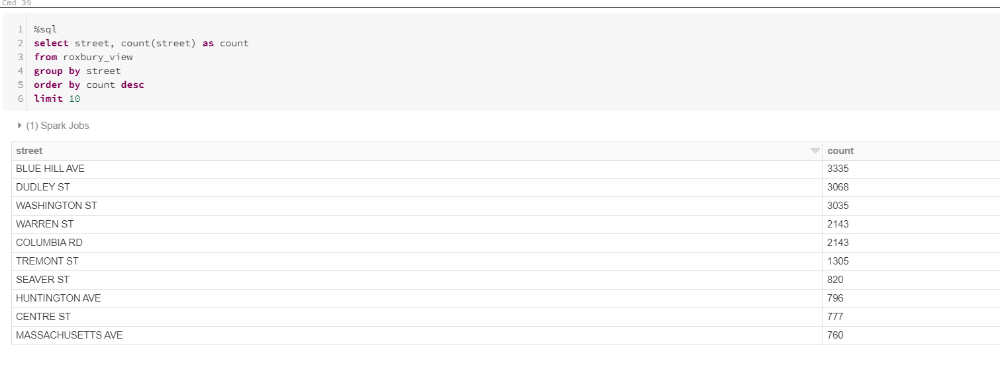 Cmd 39
1 %sql
2 select street, count(street) as count
3 from roxbury_view
4 group by street
5 order by count desc
6 limit 10
(1) Spark Jobs
street count
BLUE HILL AVE 3335
DUDLEY ST 3068
WASHINGTON ST 3035
WARREN ST 2143
COLUMBIA RD 2143
TREMONT ST 1305
SEAVER ST 820
HUNTINGTON AVE 796
CENTRE ST 777
MASSACHUSETTS AVE 760